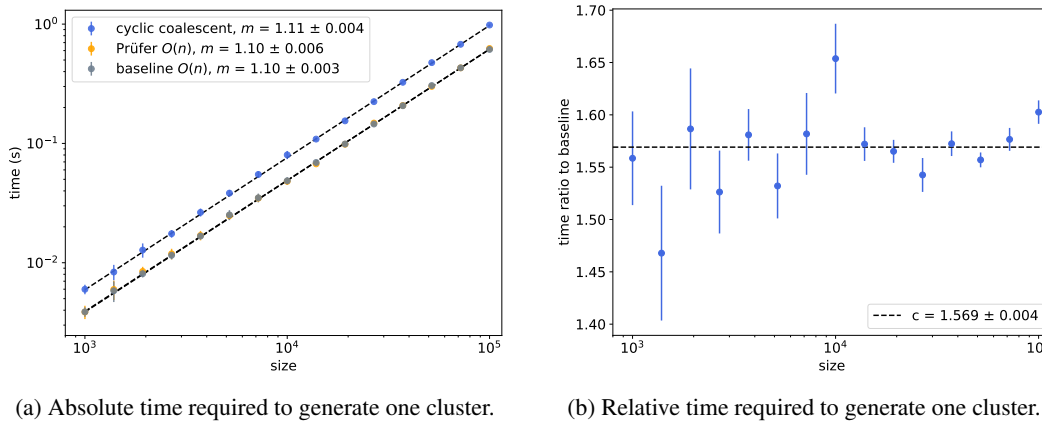 10⁰
10⁻¹
10⁻²
time (s)
cyclic coalescent, m = 1.11 ± 0.004
Prüfer O(n), m = 1.10 ± 0.006
baseline O(n), m = 1.10 ± 0.003
10³
10⁴
10⁵
size
(a) Absolute time required to generate one cluster.
1.70
1.65
1.60
1.55
1.50
1.45
1.40
time ratio to baseline
c = 1.569 ± 0.004
10³
10⁴
size
(b) Relative time required to generate one cluster.